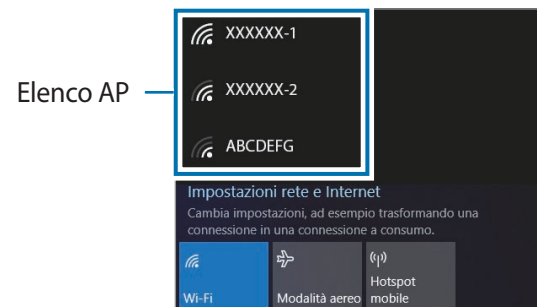 XXXXXX-1
Elenco AP
XXXXXX-2
ABCDEFG
Impostazioni rete e Internet
Cambia impostazioni, ad esempio trasformando una
connessione in una connessione a consumo.
Wi-Fi
Modalità aereo
Hotspot
mobile